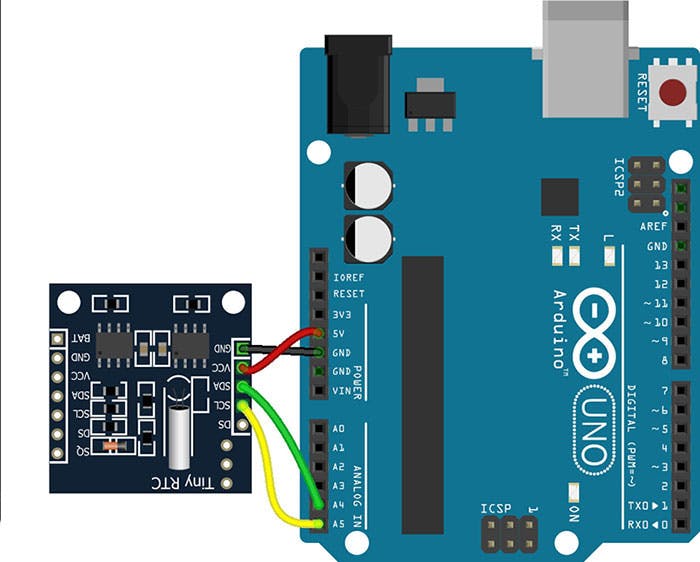 BAT
GND
VCC
SDA
SCL
DS
SQ
GND
VCC
SDA
SCL
DS
Tiny RTC
IOREF
RESET
3V3
5V
GND
GND
VIN
POWER
A0
A1
A2
A3
A4
A5
ANALOG IN
RESET
ICSP2
AREF
GND
13
12
~ 11
~ 10
~ 9
8
7
~ 6
~ 5
4
~ 3
2
TX0 ▶ 1
RX0 ◀ 0
DIGITAL (PWM=~)
RX
TX
L
Arduino™
UNO
ON
ICSP
1